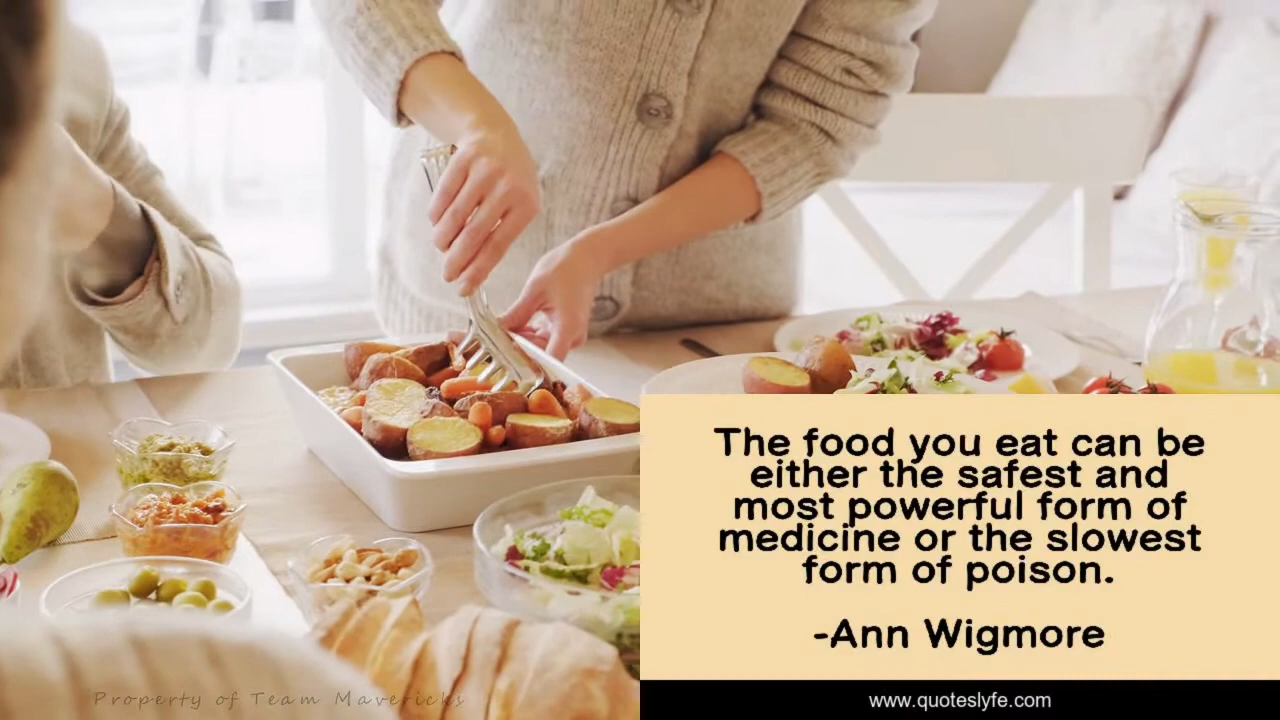 The food you eat can be
either the safest and
most powerful form of
medicine or the slowest
form of poison.
-Ann Wigmore
Property of Team Mavericks
www.quoteslyfe.com